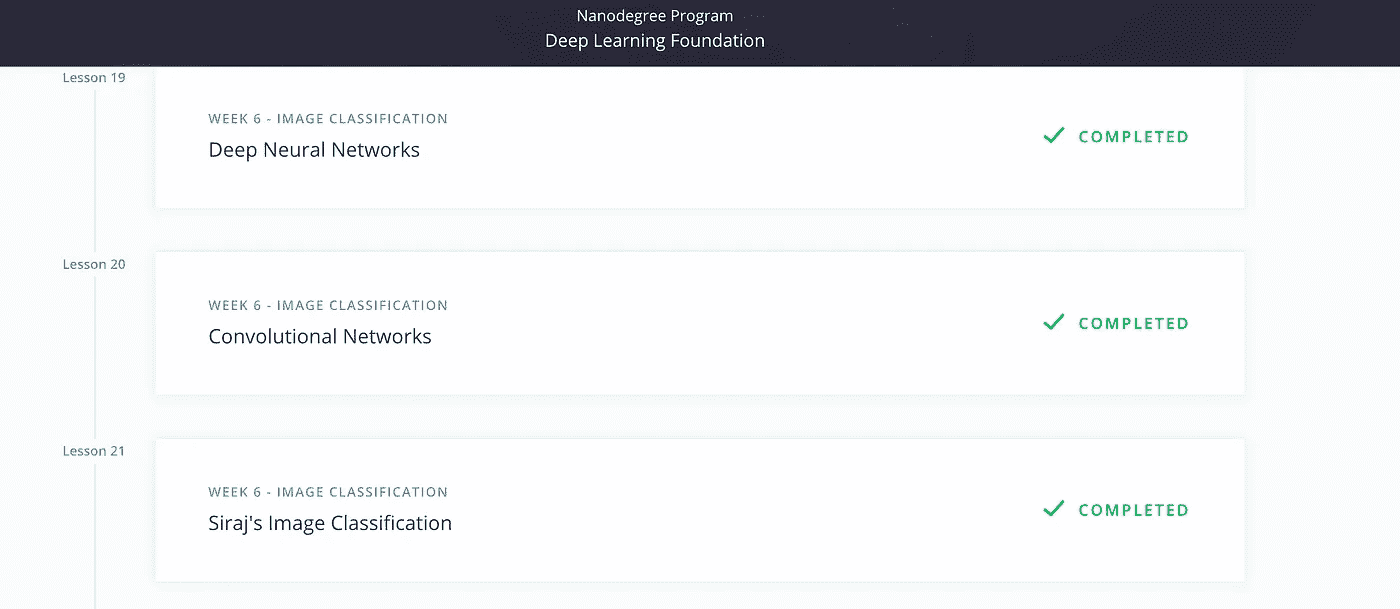 Nanodegree Program
Deep Learning Foundation
Lesson 19
WEEK 6 - IMAGE CLASSIFICATION
Deep Neural Networks
COMPLETED
Lesson 20
WEEK 6 - IMAGE CLASSIFICATION
Convolutional Networks
COMPLETED
Lesson 21
WEEK 6 - IMAGE CLASSIFICATION
Siraj's Image Classification
COMPLETED